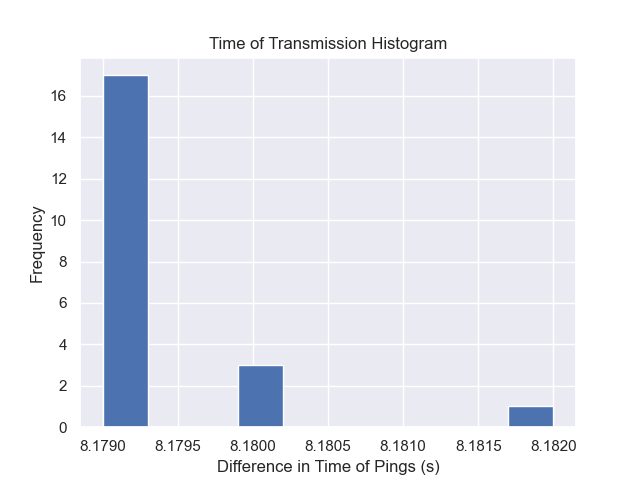 Time of Transmission Histogram
Frequency
16
14
12
10
8
6
4
2
0
8.1790 8.1795 8.1800 8.1805 8.1810 8.1815 8.1820
Difference in Time of Pings (s)